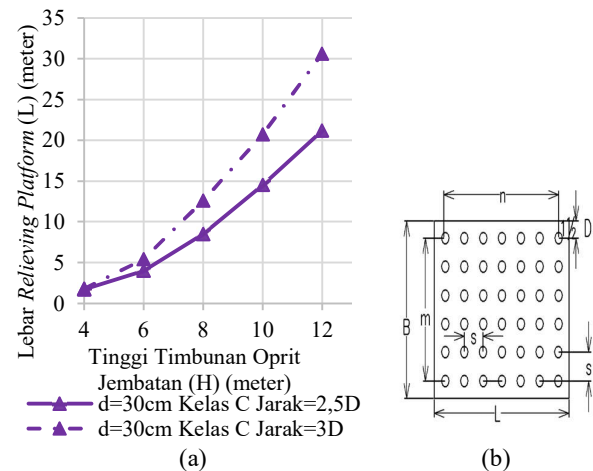 Lebar Relieving Platform (L) (meter)
35
30
25
20
15
10
5
0
4 6 8 10 12
Tinggi Timbunan Oprit
Jembatan (H) (meter)
d=30cm Kelas C Jarak=2,5D
d=30cm Kelas C Jarak=3D
(a)
n
1½ D
B
m
s
s
L
(b)